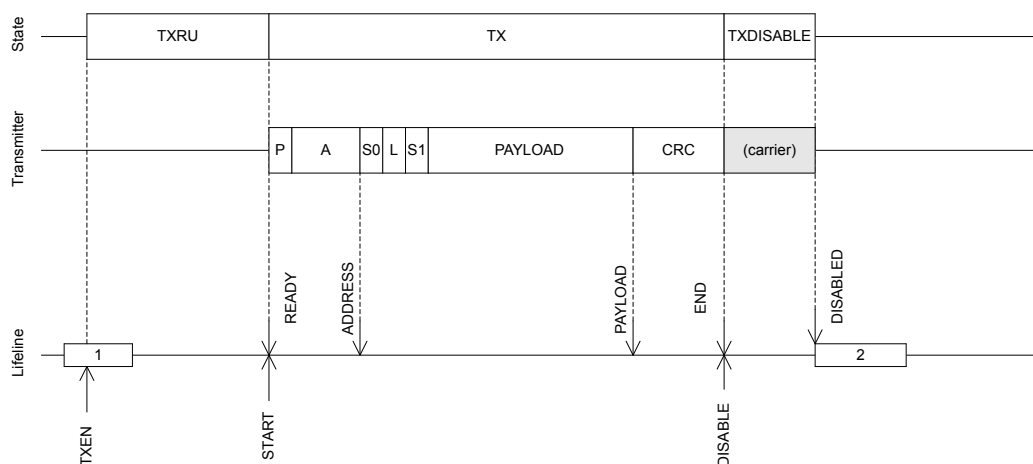 State
TXRU
TX
TXDISABLE
Transmitter
P
A
S0
L
S1
PAYLOAD
CRC
(carrier)
READY
ADDRESS
PAYLOAD
END
DISABLED
Lifeline
1
2
TXEN
START
DISABLE